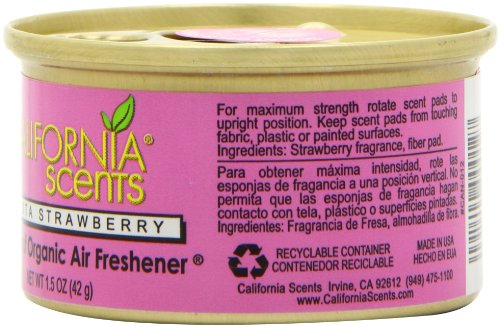 FORNIA®
Scents
TA STRAWBERRY
Organic Air Freshener®
NET WT 1.5 OZ (42 g)
For maximum strength rotate scent pads to
upright position. Keep scent pads from touching
fabric, plastic or painted surfaces.
Ingredients: Strawberry fragrance, fiber pad.
Para obtener máxima intensidad, rote las
esponjas de fragancia a una posición vertical. No
permita que las esponjas de fragancia hagan
contacto con tela, plástico o superficies pintadas.
Ingredientes: Fragancia de Fresa, almohadilla de fibra.
RECYCLABLE CONTAINER
CONTENEDOR RECICLABLE
MADE IN USA
HECHO EN EUA
California Scents Irvine, CA 92612 (949) 475-1100
www.CaliforniaScents.com